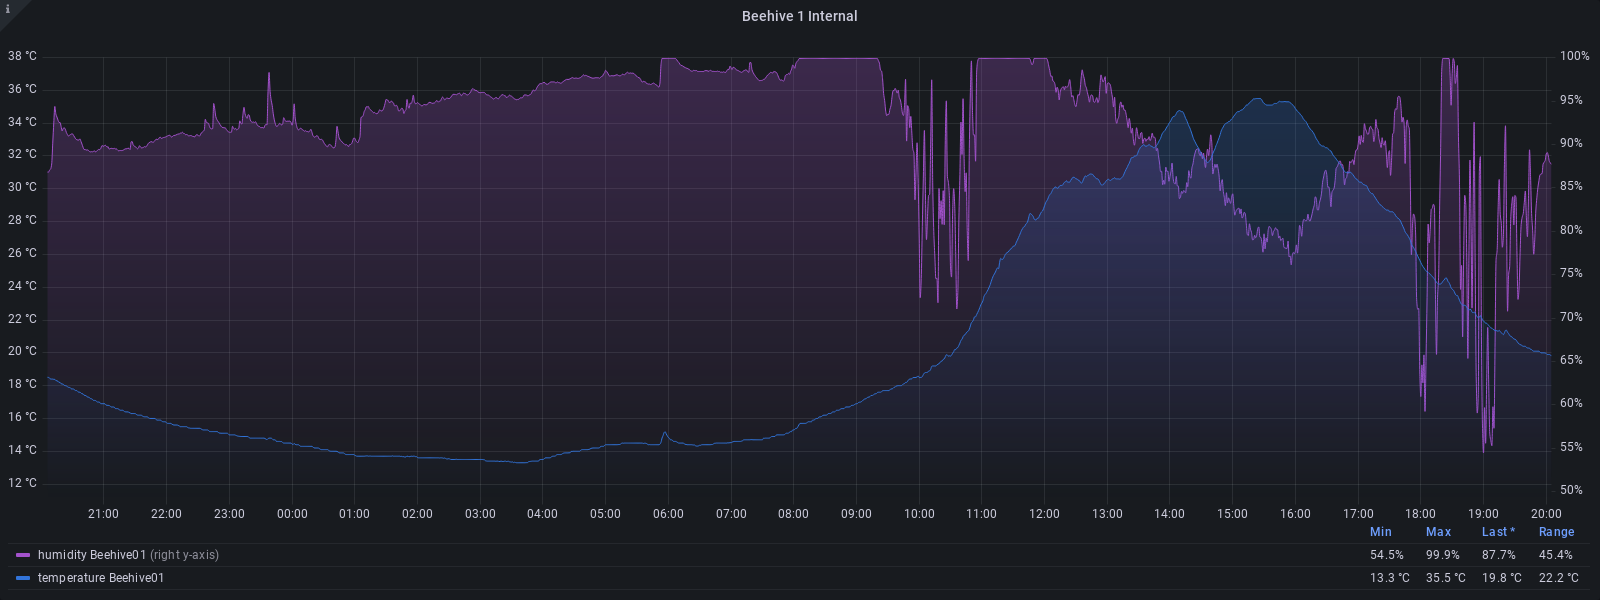 i
Beehive 1 Internal
38 °C 100%
36 °C 95%
34 °C 90%
32 °C 85%
30 °C 80%
28 °C 75%
26 °C 70%
24 °C 65%
22 °C 60%
20 °C 55%
18 °C 50%
16 °C
14 °C
12 °C
21:00 22:00 23:00 00:00 01:00 02:00 03:00 04:00 05:00 06:00 07:00 08:00 09:00 10:00 11:00 12:00 13:00 14:00 15:00 16:00 17:00 18:00 19:00 20:00
Min Max Last * Range
humidity Beehive01 (right y-axis) 54.5% 99.9% 87.7% 45.4%
temperature Beehive01 13.3 °C 35.5 °C 19.8 °C 22.2 °C